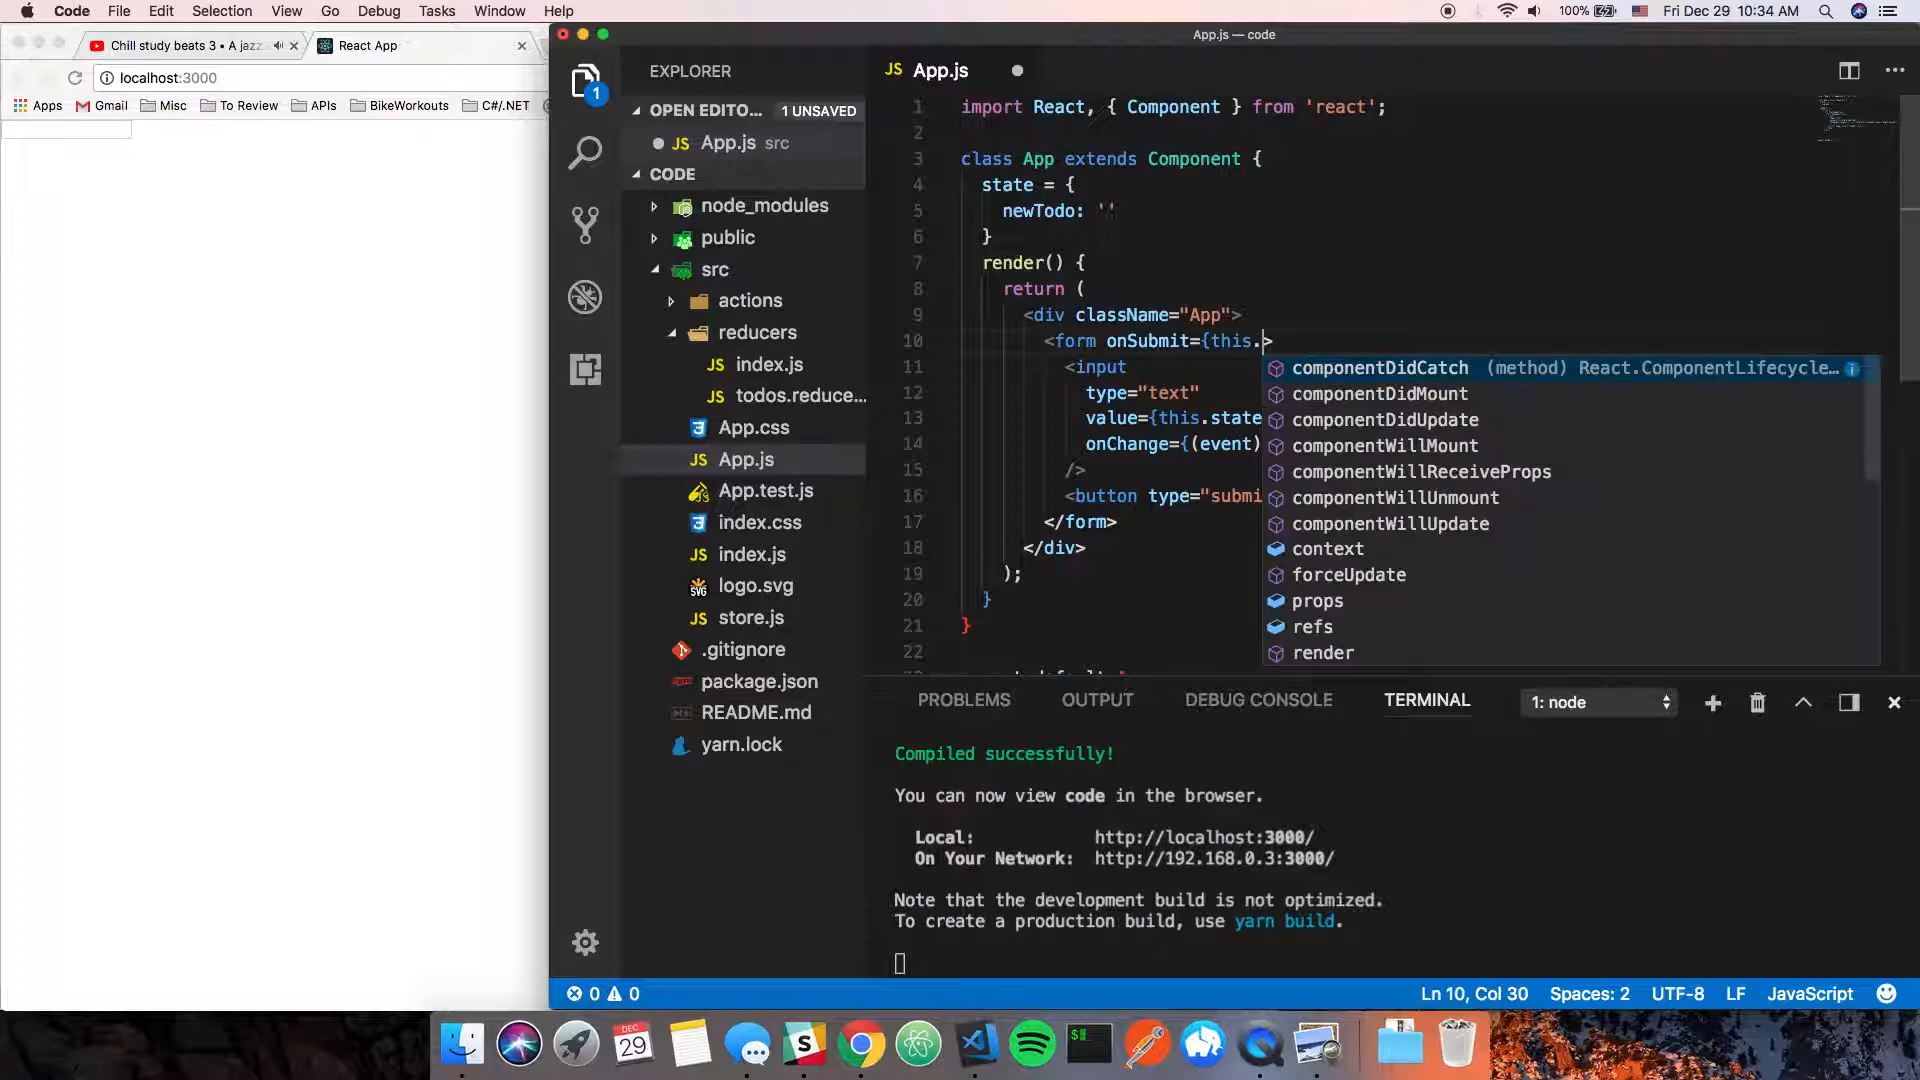 Code File Edit Selection View Go Debug Tasks Window Help 100% Fri Dec 29 10:34 AM
Chill study beats 3 • A jazz
React App
localhost:3000
Apps Gmail Misc To Review APIs BikeWorkouts C#/.NET
App.js — code
EXPLORER
OPEN EDITO... 1 UNSAVED
JS App.js src
CODE
node_modules
public
src
actions
reducers
JS index.js
JS todos.reduce...
App.css
JS App.js
App.test.js
index.css
JS index.js
SVG logo.svg
JS store.js
.gitignore
package.json
README.md
yarn.lock
1
JS App.js
1 import React, { Component } from 'react';
2
3 class App extends Component {
4 state = {
5 newTodo: ''
6 }
7 render() {
8 return (
9 <div className="App">
10 <form onSubmit={this.>
11 <input
12 type="text"
13 value={this.state
14 onChange={(event)
15 />
16 <button type="submi
17 </form>
18 </div>
19 );
20 }
21 }
22
componentDidCatch (method) React.ComponentLifecycle...
componentDidMount
componentDidUpdate
componentWillMount
componentWillReceiveProps
componentWillUnmount
componentWillUpdate
context
forceUpdate
props
refs
render
PROBLEMS OUTPUT DEBUG CONSOLE TERMINAL 1: node
Compiled successfully!
You can now view code in the browser.
Local: http://localhost:3000/
On Your Network: http://192.168.0.3:3000/
Note that the development build is not optimized.
To create a production build, use yarn build.
0 0 Ln 10, Col 30 Spaces: 2 UTF-8 LF JavaScript
DEC
29
S
$